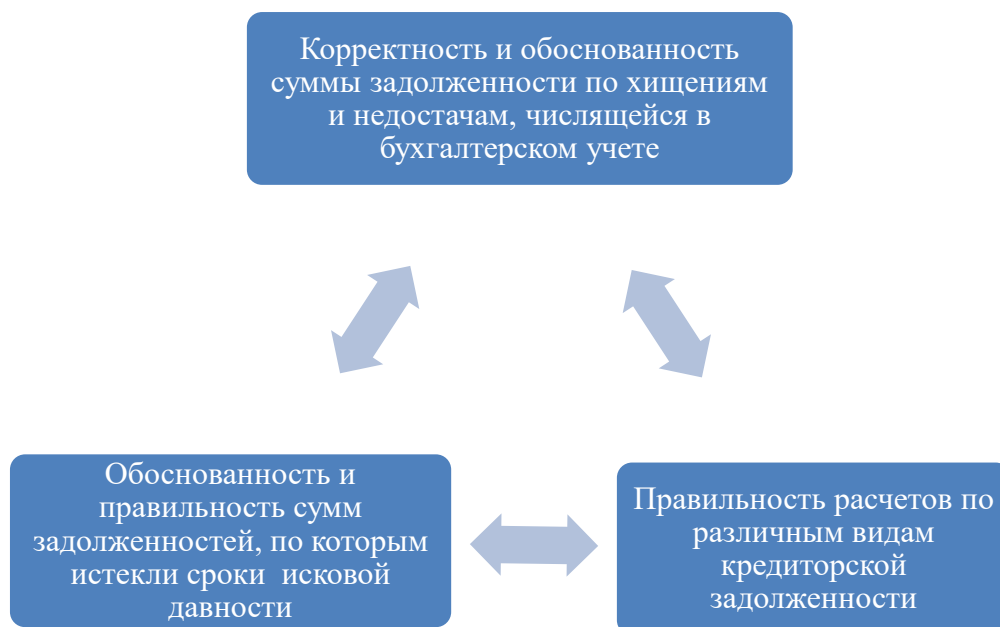 Корректность и обоснованность
суммы задолженности по хищениям
и недостачам, числящейся в
бухгалтерском учете
Обоснованность и
правильность сумм
задолженностей, по которым
истекли сроки  исковой
давности
Правильность расчетов по
различным видам
кредиторской
задолженности